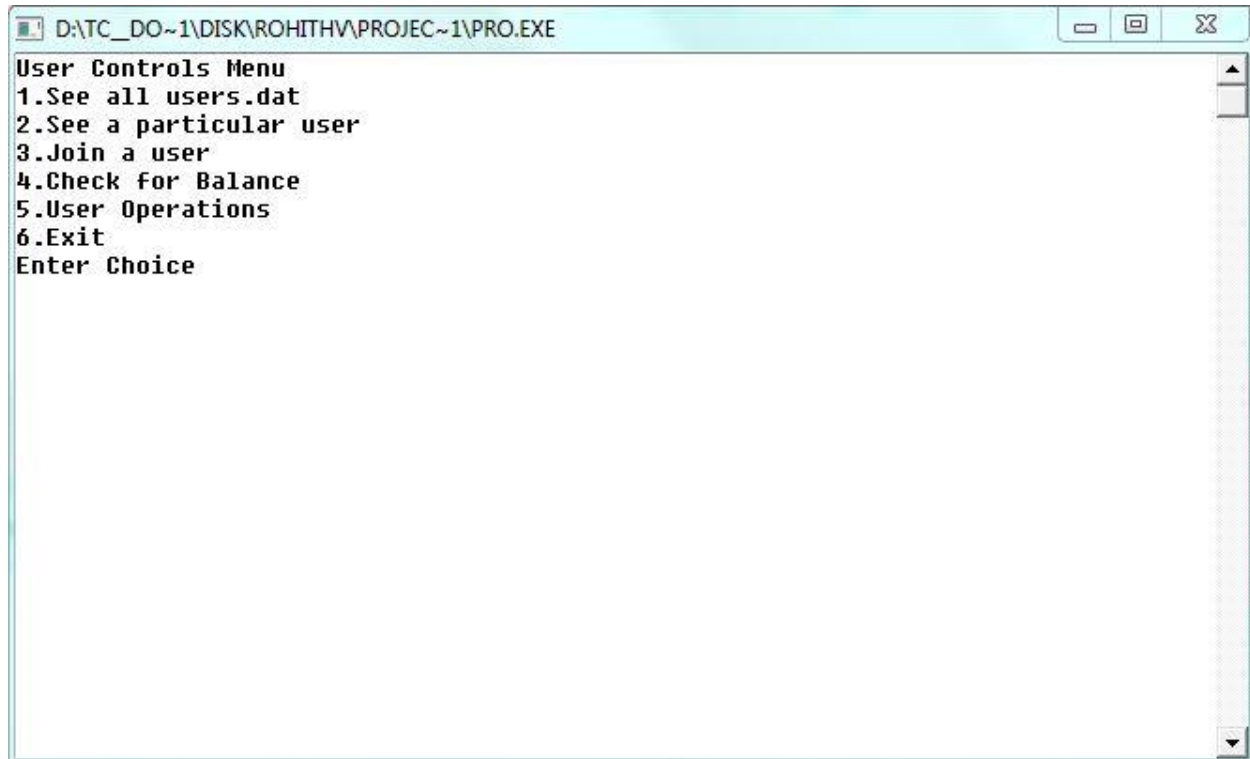 D:\TC__DO~1\DISK\ROHITHV\PROJEC~1\PRO.EXE
User Controls Menu
1.See all users.dat
2.See a particular user
3.Join a user
4.Check for Balance
5.User Operations
6.Exit
Enter Choice